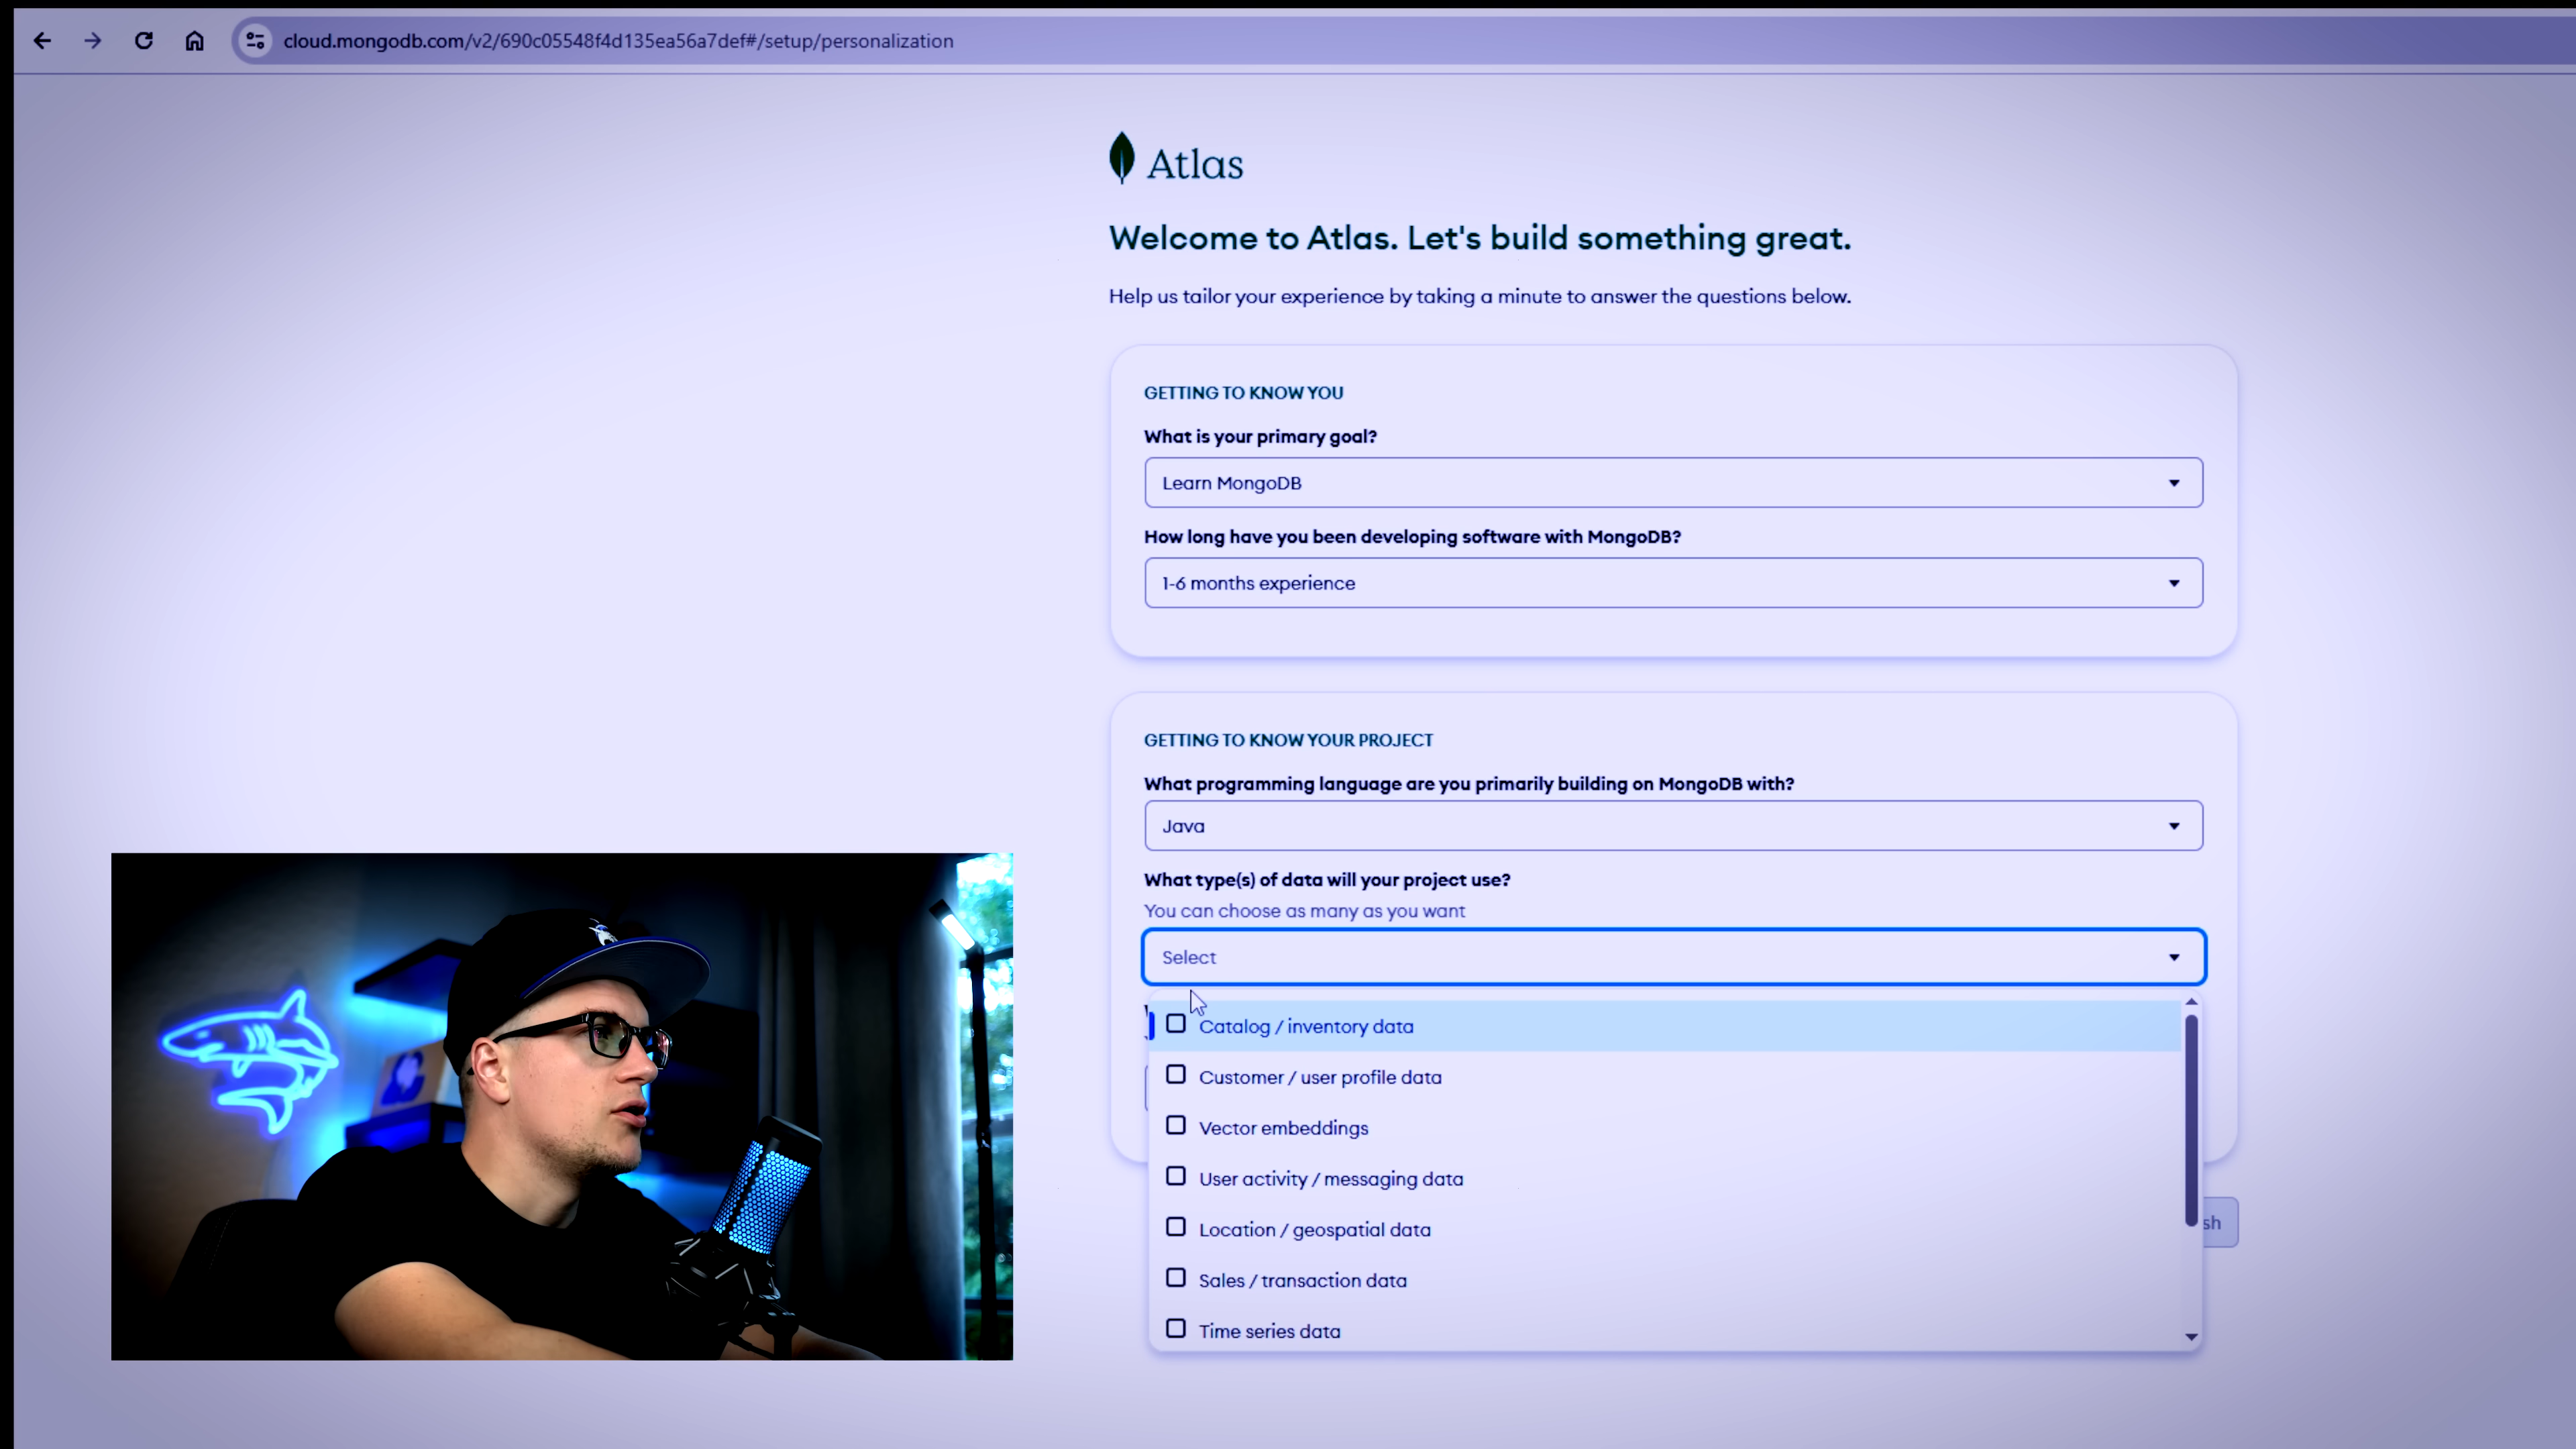 cloud.mongodb.com/v2/690c05548f4d135ea56a7def#/setup/personalization
Atlas
Welcome to Atlas. Let's build something great.
Help us tailor your experience by taking a minute to answer the questions below.
GETTING TO KNOW YOU
What is your primary goal?
Learn MongoDB
How long have you been developing software with MongoDB?
1-6 months experience
GETTING TO KNOW YOUR PROJECT
What programming language are you primarily building on MongoDB with?
Java
What type(s) of data will your project use?
You can choose as many as you want
Select
Catalog / inventory data
Customer / user profile data
Vector embeddings
User activity / messaging data
Location / geospatial data
sh
Sales / transaction data
Time series data